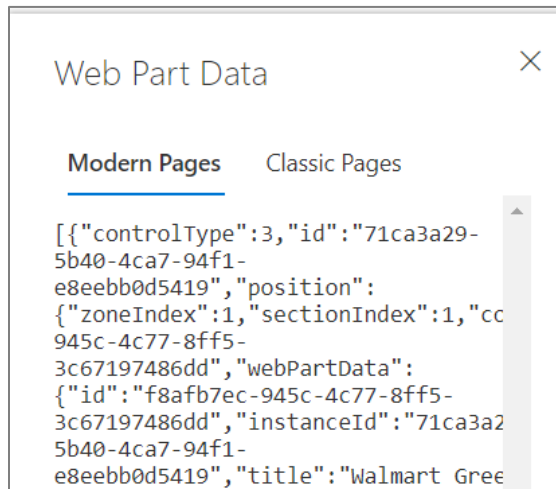 Web Part Data
Modern Pages Classic Pages
[{"controlType":3,"id":"71ca3a29-
5b40-4ca7-94f1-
e8eebb0d5419","position":
{"zoneIndex":1,"sectionIndex":1,"co
945c-4c77-8ff5-
3c67197486dd","webPartData":
{"id":"f8afb7ec-945c-4c77-8ff5-
3c67197486dd","instanceId":"71ca3a2
5b40-4ca7-94f1-
e8eebb0d5419","title":"Walmart Gree